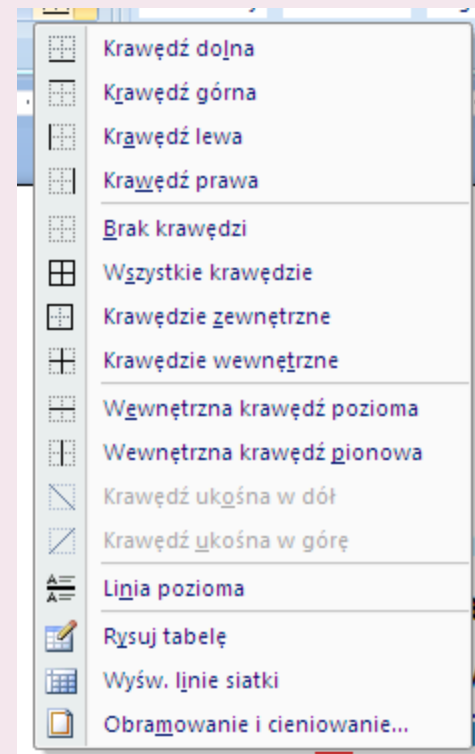 Krawędź dolna
Krawędź górna
Krawędź lewa
Krawędź prawa
Brak krawędzi
Wszystkie krawędzie
Krawędzie zewnętrzne
Krawędzie wewnętrzne
Wewnętrzna krawędź pozioma
Wewnętrzna krawędź pionowa
Krawędź ukośna w dół
Krawędź ukośna w górę
Linia pozioma
Rysuj tabelę
Wyśw. linie siatki
Obramowanie i cieniowanie...